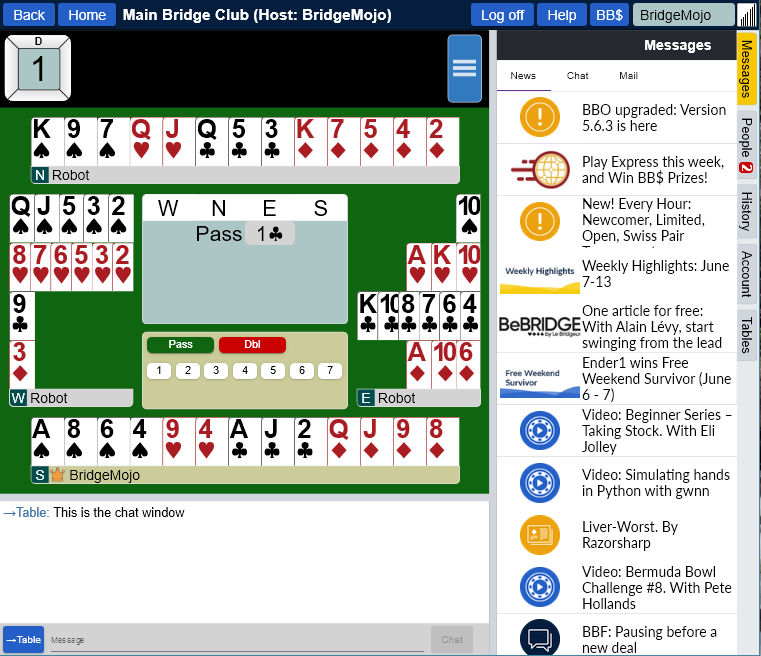 Back
Home
Main Bridge Club (Host: BridgeMojo)
Log off
Help
BB$
BridgeMojo
D
1
K 9 7 Q J Q 5 3 K 7 5 4 2
N Robot
Q J 5 3 2
8 7 6 5 3 2
9
3
W Robot
W N E S
Pass 1♣
Pass
Dbl
1 2 3 4 5 6 7
10
A K 10
K 10 8 7 6 4
A 10 6
E Robot
A 8 6 4 9 4 A J 2 Q J 9 8
S BridgeMojo
→Table: This is the chat window
→Table
Message
Chat
Messages
News
Chat
Mail
BBO upgraded: Version
5.6.3 is here
Play Express this week,
and Win BB$ Prizes!
New! Every Hour:
Newcomer, Limited,
Open, Swiss Pair
Weekly Highlights
Weekly Highlights: June
7-13
BeBRIDGE
by Le Bridgeur
One article for free:
With Alain Lévy, start
swinging from the lead
Free Weekend
Survivor
Ender1 wins Free
Weekend Survivor (June
6 - 7)
Video: Beginner Series –
Taking Stock. With Eli
Jolley
Video: Simulating hands
in Python with gwnn
Liver-Worst. By
Razorsharp
Video: Bermuda Bowl
Challenge #8. With Pete
Hollands
BBF: Pausing before a
new deal
Messages
People 2
History
Account
Tables